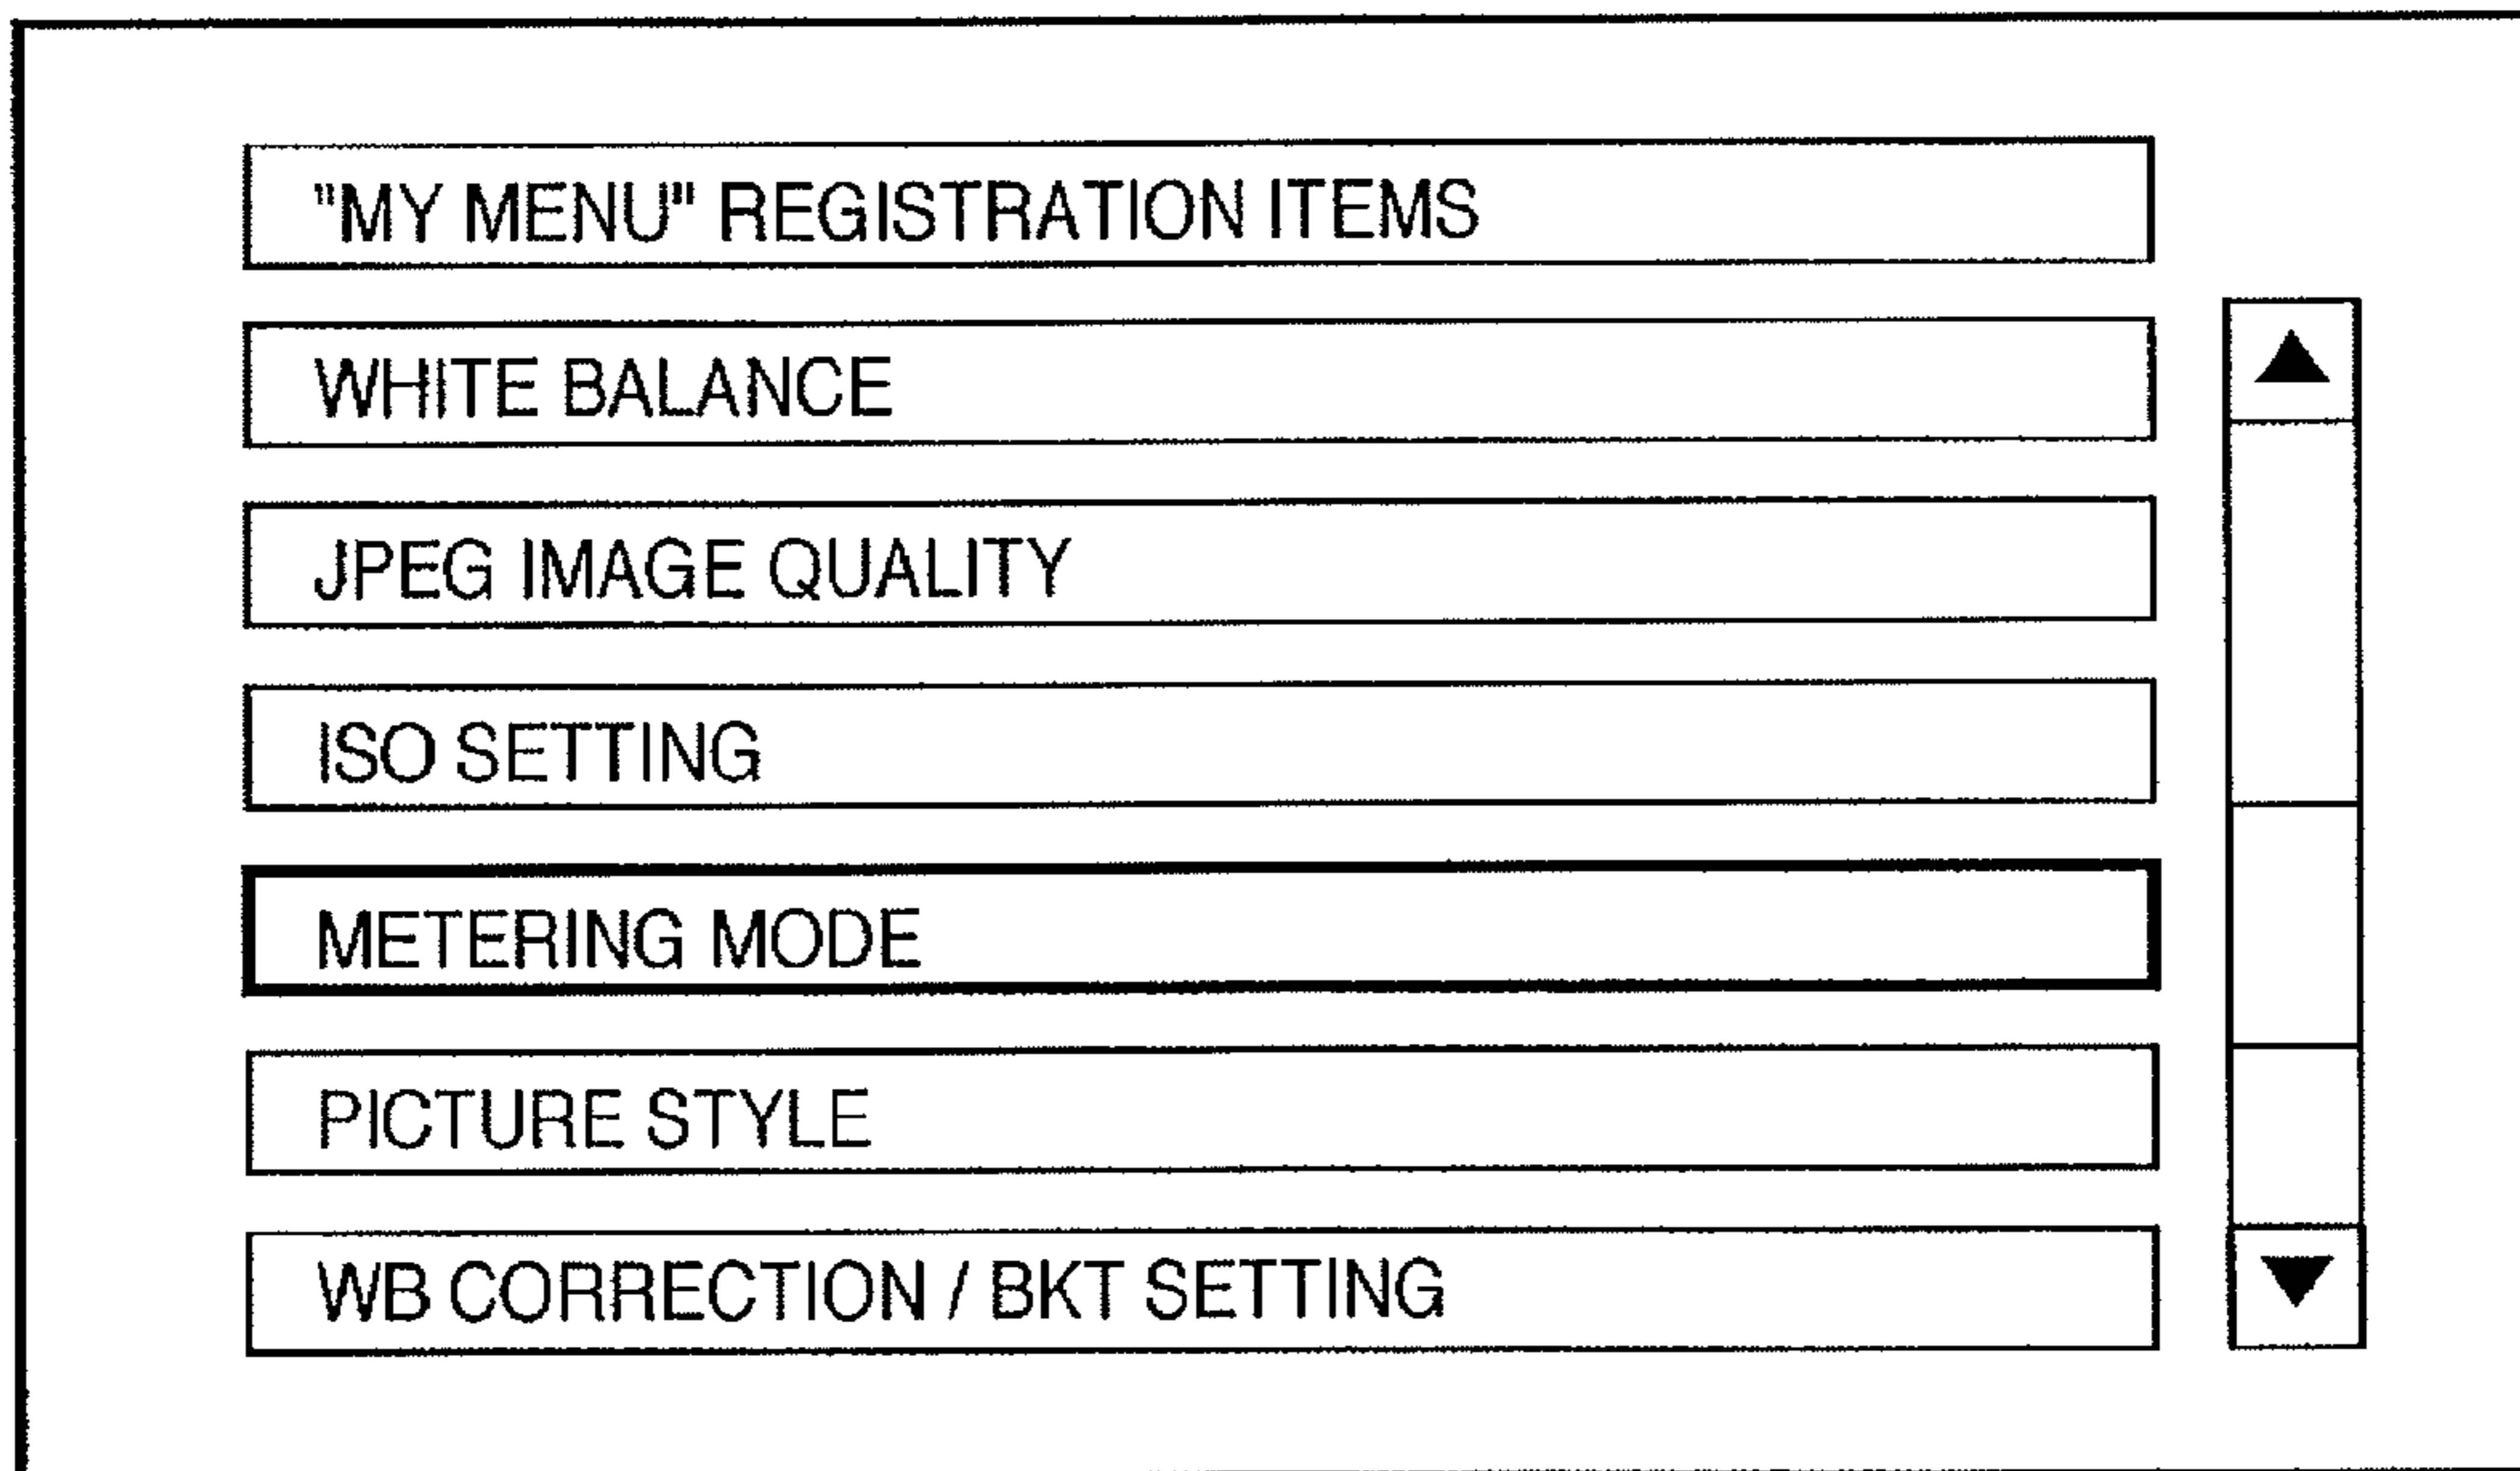 "MY MENU" REGISTRATION ITEMS
WHITE BALANCE
JPEG IMAGE QUALITY
ISO SETTING
METERING MODE
PICTURE STYLE
WB CORRECTION / BKT SETTING